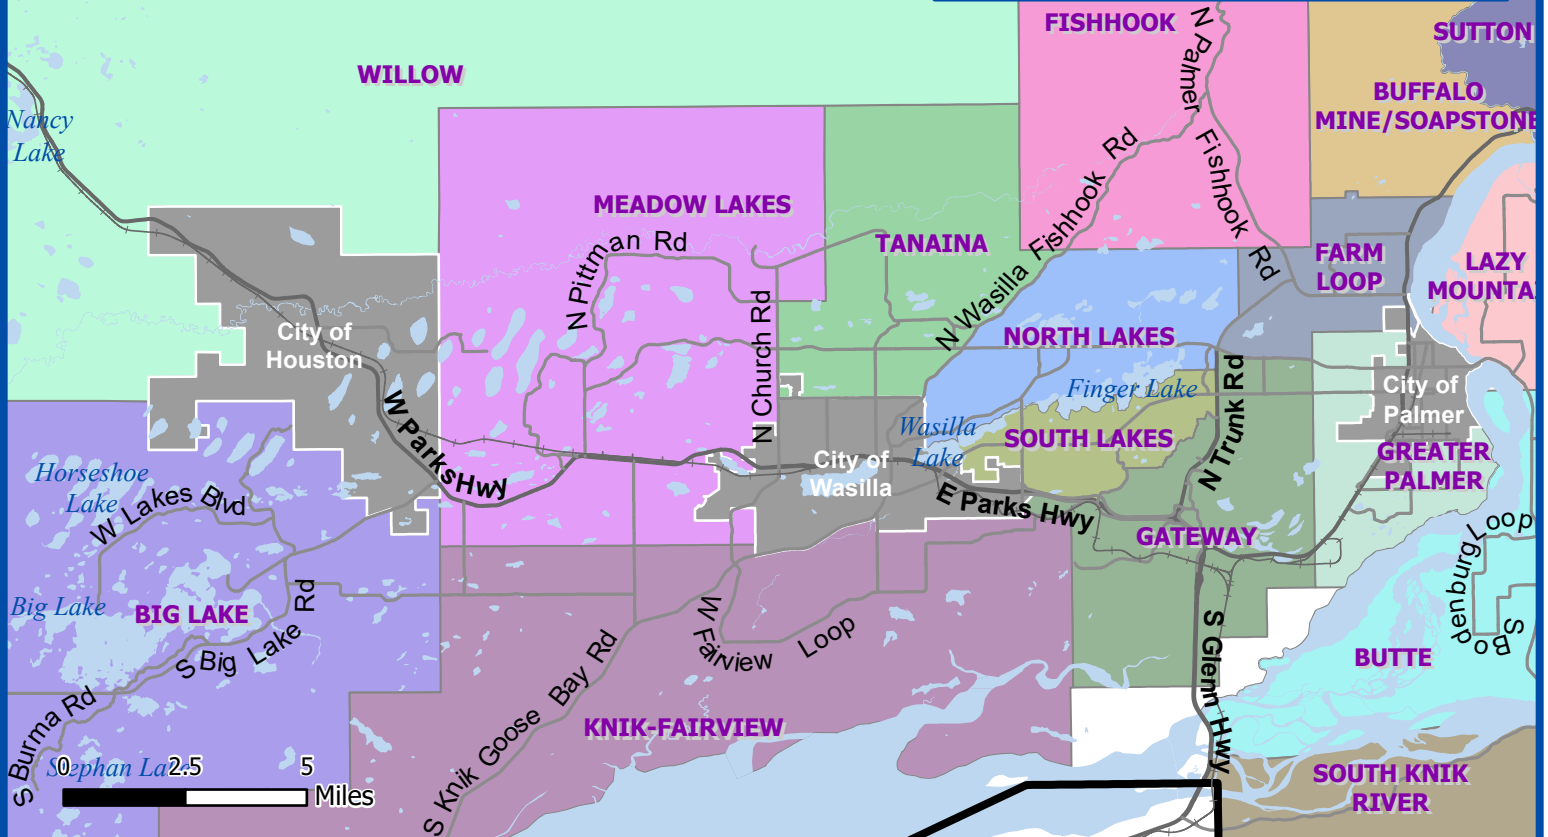 FISHHOOK
SUTTON
WILLOW
BUFFALO
MINE/SOAPSTONE
N Palmer Fishhook Rd
Nancy
Lake
N Wasilla Fishhook Rd
MEADOW LAKES
TANAINA
N Pittman Rd
FARM
LOOP
LAZY
MOUNTA
City of
Houston
N Church Rd
NORTH LAKES
Finger Lake
N Trunk Rd
City of
Palmer
W Parks Hwy
Wasilla
Lake
SOUTH LAKES
GREATER
PALMER
Horseshoe
Lake
W Lakes Blvd
City of
Wasilla
E Parks Hwy
GATEWAY
Bodenburg Loop
S
Big Lake
BIG LAKE
S Big Lake Rd
W Fairview Loop
S Glenn Hwy
BUTTE
S Burma Rd
S Knik Goose Bay Rd
KNIK-FAIRVIEW
Stephan La
0 2.5 5
Miles
SOUTH KNIK
RIVER